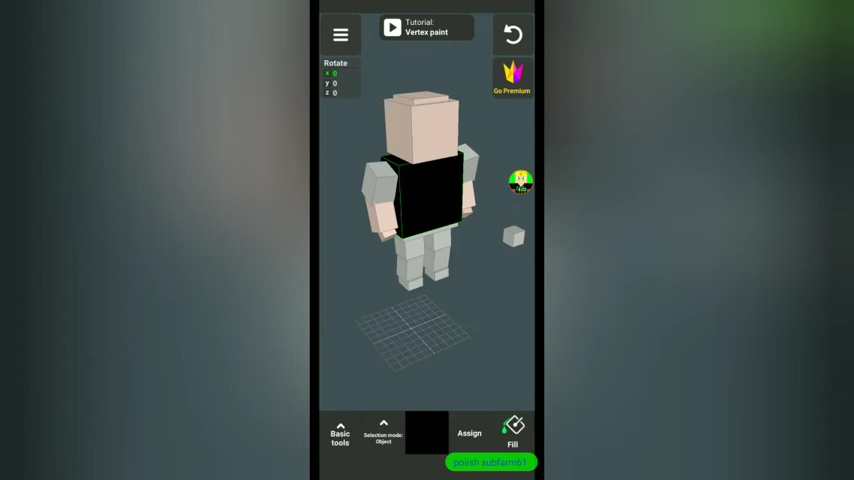 Tutorial:
Vertex paint
Rotate
x 0
y 0
z 0
Go Premium
Basic
tools
Selection mode:
Object
Assign
Fill
polish subfarm61